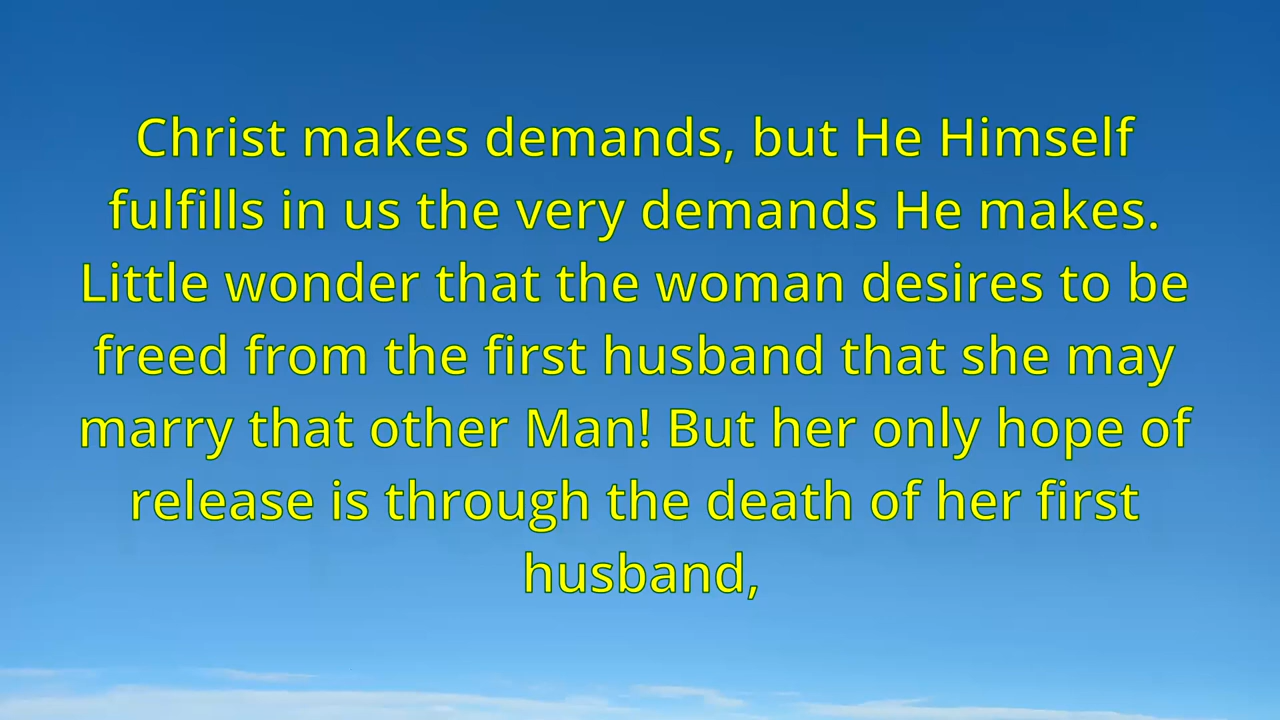 Christ makes demands, but He Himself
fulfills in us the very demands He makes.
Little wonder that the woman desires to be
freed from the first husband that she may
marry that other Man! But her only hope of
release is through the death of her first
husband,